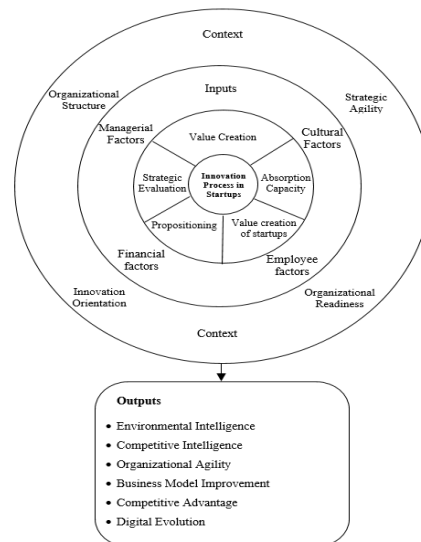 Context
Organizational
Structure
Strategic
Agility
Inputs
Managerial
Factors
Cultural
Factors
Value Creation
Strategic
Evaluation
Innovation
Process in
Startups
Absorption
Capacity
Propositioning
Value creation
of startups
Financial
factors
Employee
factors
Innovation
Orientation
Organizational
Readiness
Context
Outputs
• Environmental Intelligence
• Competitive Intelligence
• Organizational Agility
• Business Model Improvement
• Competitive Advantage
• Digital Evolution